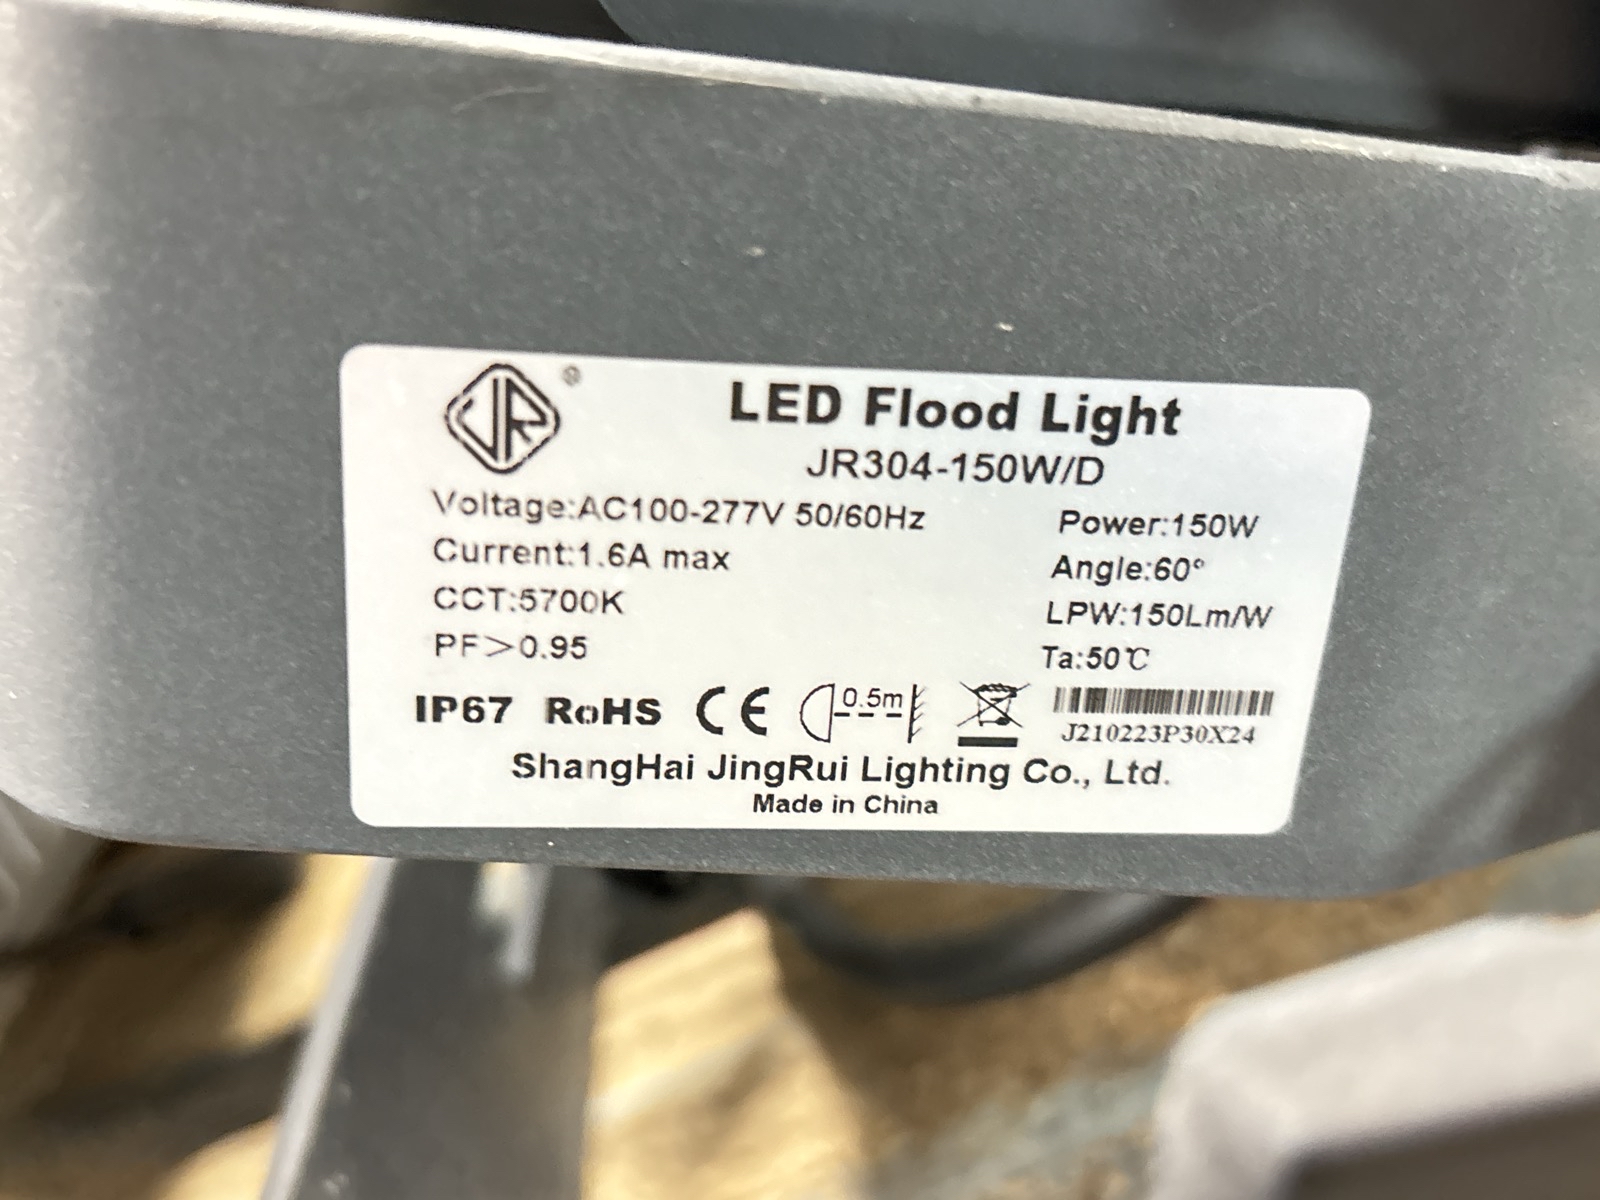 JR ®
LED Flood Light
JR304-150W/D
Voltage:AC100-277V 50/60Hz
Power:150W
Current:1.6A max
Angle:60°
CCT:5700K
LPW:150Lm/W
PF>0.95
Ta:50℃
IP67 RoHS CE 0.5m
J210223P30X24
ShangHai JingRui Lighting Co., Ltd.
Made in China